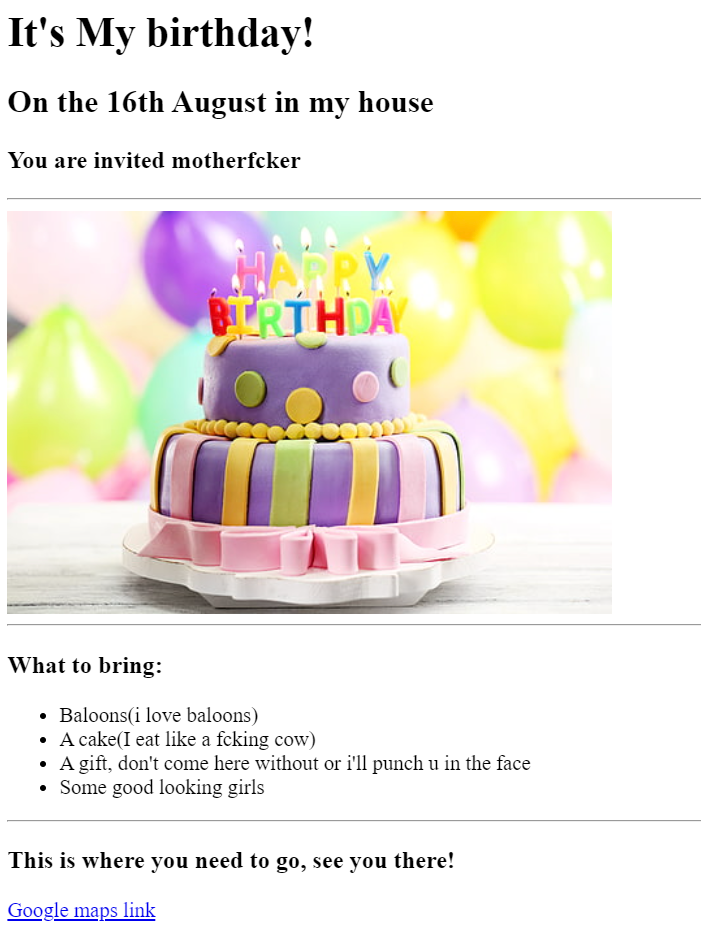 It's My birthday!
On the 16th August in my house
You are invited motherfcker
HAPPY
BIRTHDAY
What to bring:
Baloons(i love baloons)
A cake(I eat like a fcking cow)
A gift, don't come here without or i'll punch u in the face
Some good looking girls
This is where you need to go, see you there!
Google maps link